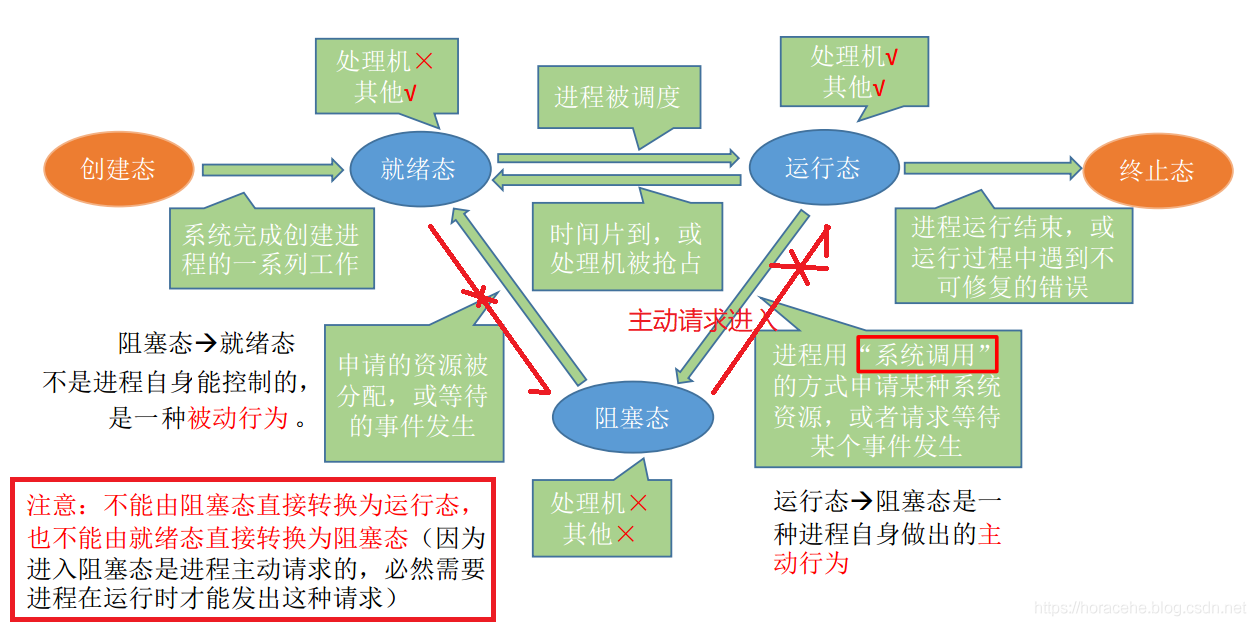 处理机×
其他√
进程被调度
处理机√
其他√
创建态
就绪态
运行态
终止态
系统完成创建进
程的一系列工作
时间片到，或
处理机被抢占
进程运行结束，或
运行过程中遇到不
可修复的错误
主动请求进入
阻塞态→就绪态
不是进程自身能控制的，
是一种被动行为 。
申请的资源被
分配，或等待
的事件发生
阻塞态
进程用“系统调用”
的方式申请某种系统
资源，或者请求等待
某个事件发生
处理机×
其他×
运行态→阻塞态是一
种进程自身做出的主
动行为
注意：不能由阻塞态直接转换为运行态，
也不能由就绪态直接转换为阻塞态（因为
进入阻塞态是进程主动请求的，必然需要
进程在运行时才能发出这种请求）
https://horacehe.blog.csdn.net